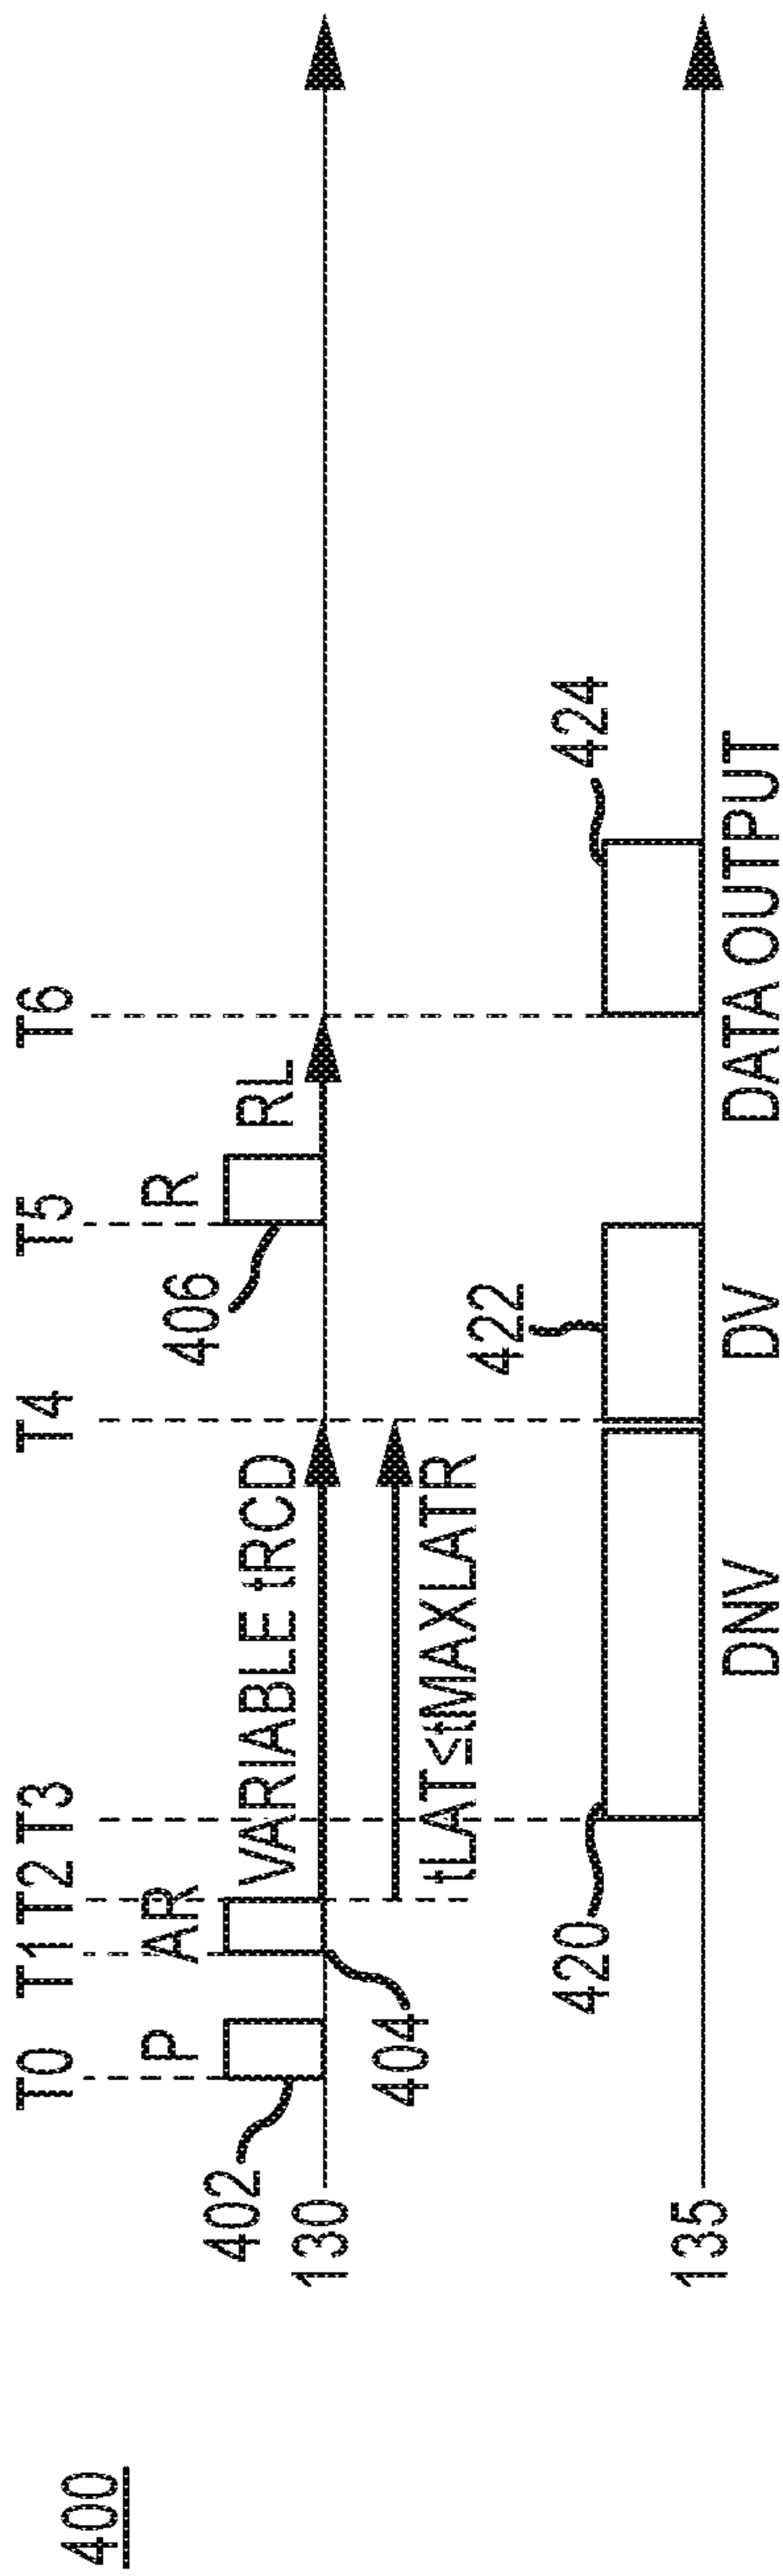 400
T0 T1 T2 T3 T4 T5 T6
P AR R
402 VARIABLE tRCD 406 RL
130
404 tLAT≤tMAXLATR
420 422 424
135
DNV DV DATA OUTPUT